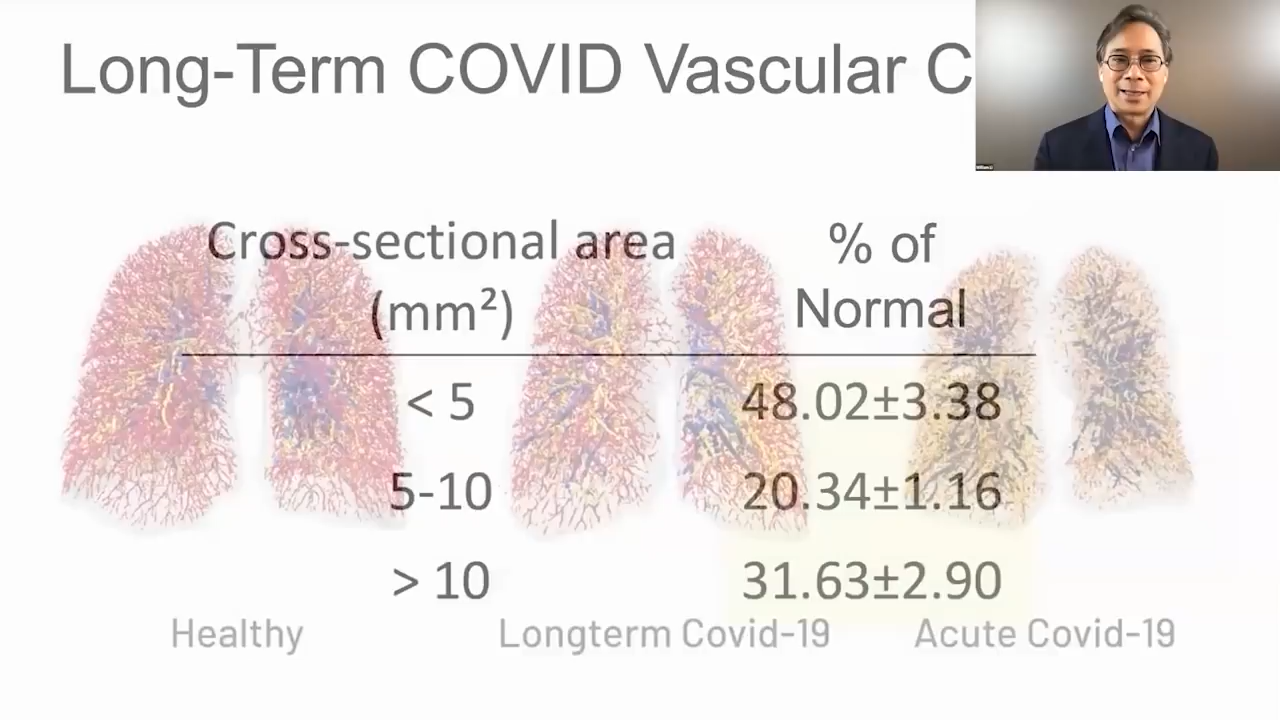 Long-Term COVID Vascular C
Cross-sectional area
(mm²)
% of
Normal
< 5 48.02±3.38
5-10 20.34±1.16
> 10 31.63±2.90
Healthy Longterm Covid-19 Acute Covid-19